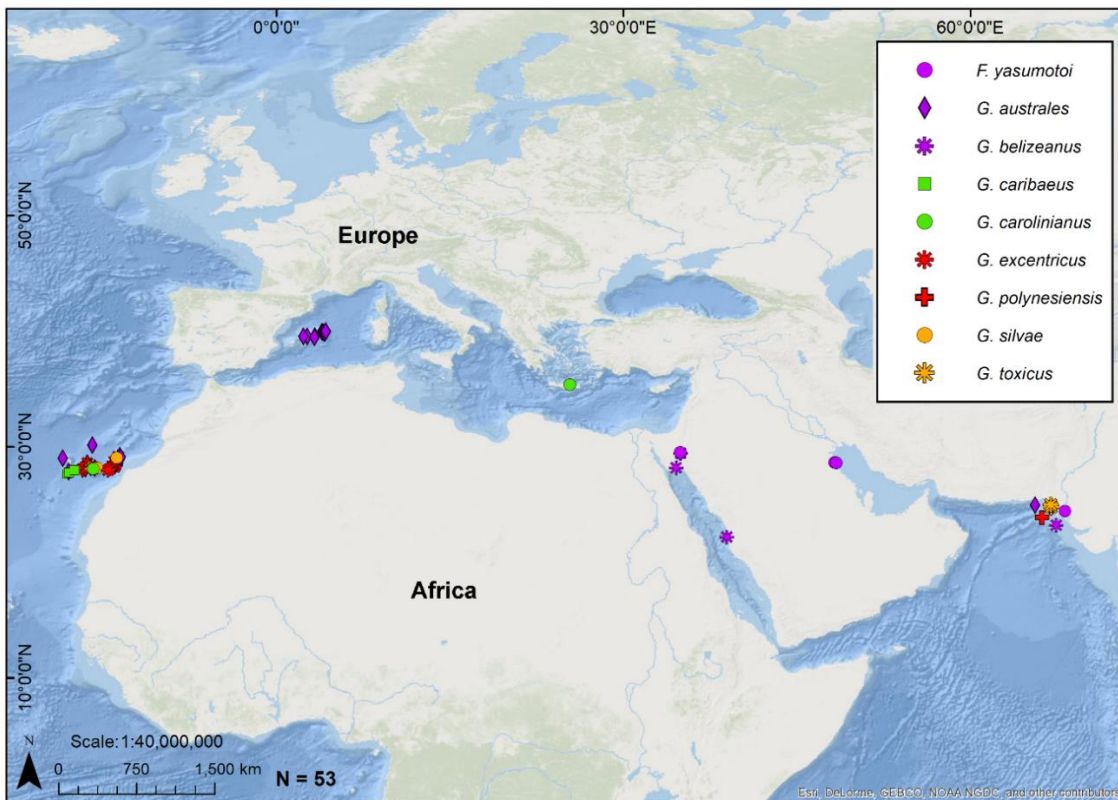 0°0'0"
30°0'0"E
60°0'0"E
F. yasumotoi
G. australes
G. belizeanus
G. caribaeus
G. carolinianus
G. excentricus
G. polynesiensis
G. silvae
G. toxicus
50°0'0"N
Europe
30°0'0"N
Africa
10°0'0"N
N
Scale:1:40,000,000
0 750 1,500 km
N = 53
Esri, DeLorme, GEBCO, NOAA NGDC, and other contributors